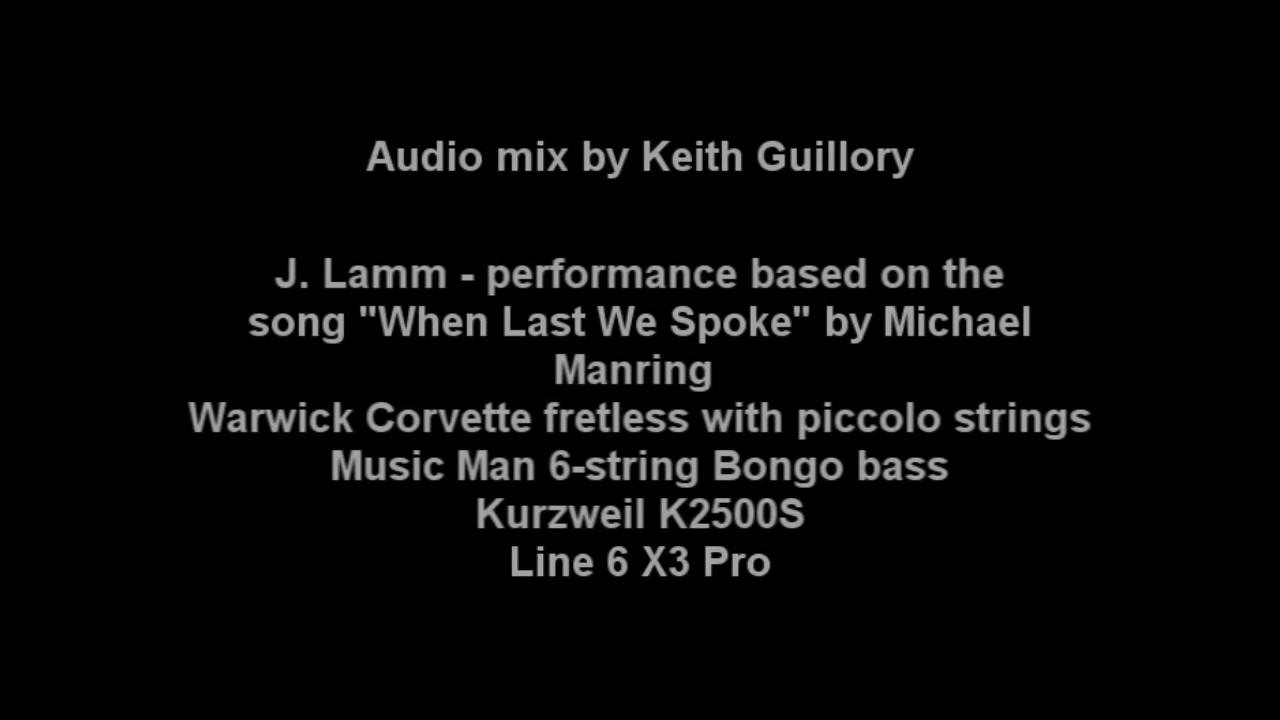 Audio mix by Keith Guillory
J. Lamm - performance based on the
song "When Last We Spoke" by Michael
Manring
Warwick Corvette fretless with piccolo strings
Music Man 6-string Bongo bass
Kurzweil K2500S
Line 6 X3 Pro